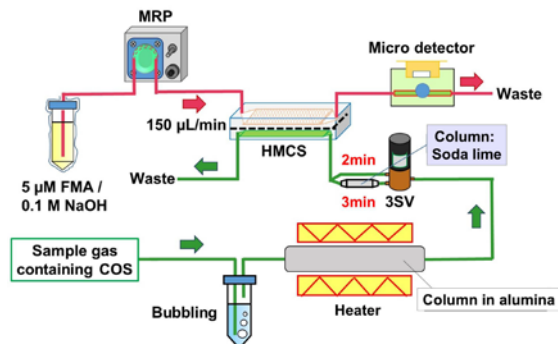 MRP
Micro detector
Waste
150 µL/min
HMCS
Column:
Soda lime
5 µM FMA /
0.1 M NaOH
Waste
2min
3min
3SV
Sample gas
containing COS
Bubbling
Heater
Column in alumina